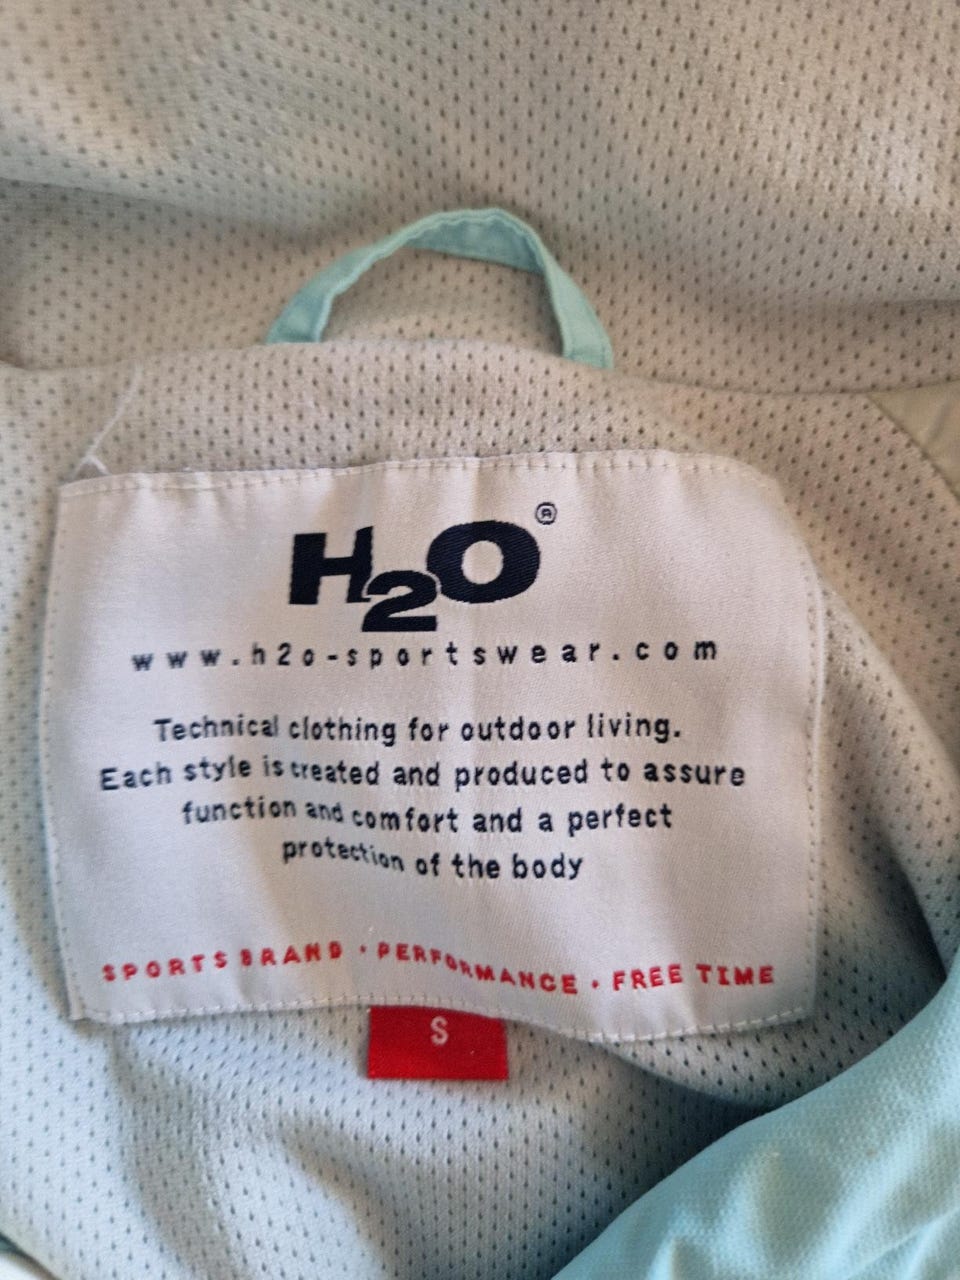 H2O®
www.h2o-sportswear.com
Technical clothing for outdoor living.
Each style is created and produced to assure
function and comfort and a perfect
protection of the body
SPORTS BRAND · PERFORMANCE · FREE TIME
S